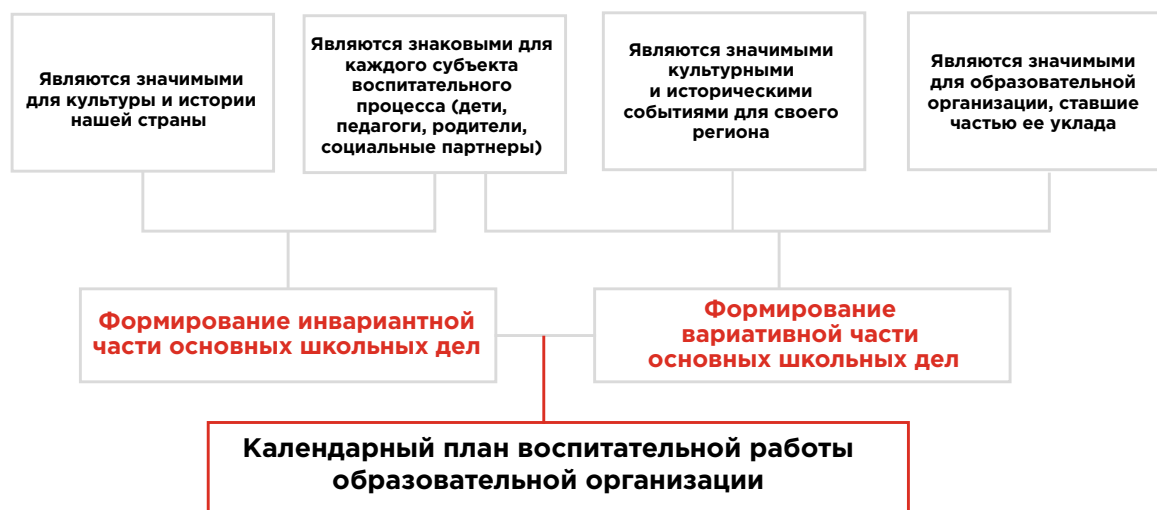 Являются значимыми
для культуры и истории
нашей страны
Являются знаковыми для
каждого субъекта
воспитательного
процесса (дети,
педагоги, родители,
социальные партнеры)
Являются значимыми
культурными
и историческими
событиями для своего
региона
Являются значимыми
для образовательной
организации, ставшие
частью ее уклада
Формирование инвариантной
части основных школьных дел
Формирование
вариативной части
основных школьных дел
Календарный план воспитательной работы
образовательной организации